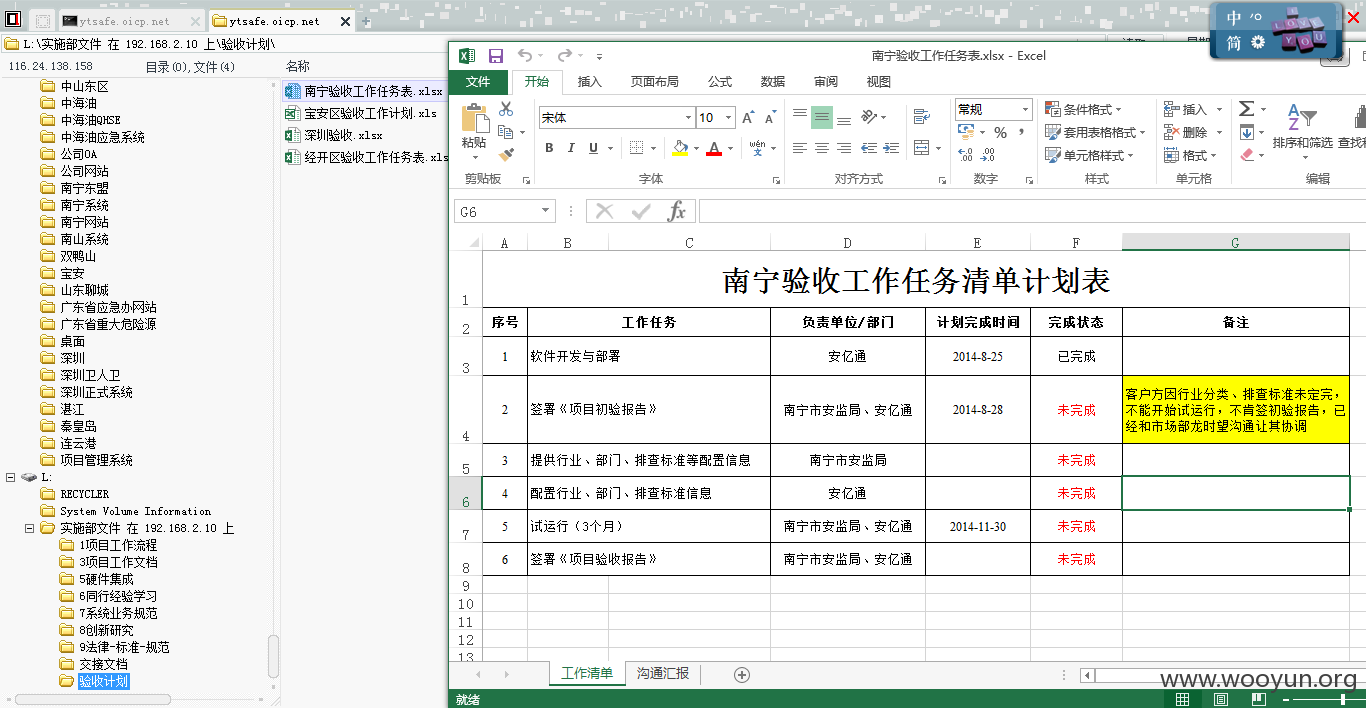 ytsafe.oicp.net
ytsafe.oicp.net
中 ’
简
LOVE
YOU
L:\实施部文件 在 192.168.2.10 上\验收计划\
116.24.138.158
目录(0),文件(4)
名称
中山东区
中海油
中海油QHSE
中海油应急系统
公司OA
公司网站
南宁东盟
南宁系统
南宁网站
南山系统
双鸭山
宝安
山东聊城
广东省应急办网站
广东省重大危险源
桌面
深圳
深圳卫人卫
深圳正式系统
湛江
秦皇岛
连云港
项目管理系统
L:
RECYCLER
System Volume Information
实施部文件 在 192.168.2.10 上
1项目工作流程
3项目工作文档
5硬件集成
6同行经验学习
7系统业务规范
8创新研究
9法律-标准-规范
交接文档
验收计划
南宁验收工作任务表.xlsx
宝安区验收工作计划.xls
深圳验收.xlsx
经开区验收工作任务表.xls
南宁验收工作任务表.xlsx - Excel
文件 开始 插入 页面布局 公式 数据 审阅 视图
粘贴
宋体 10
常规
条件格式
套用表格格式
单元格样式
插入
删除
格式
排序和筛选
剪贴板 字体 对齐方式 数字 样式 单元格 编辑
G6
A B C D E F G
1 南宁验收工作任务清单计划表
2 序号 工作任务 负责单位/部门 计划完成时间 完成状态 备注
3 1 软件开发与部署 安亿通 2014-8-25 已完成
4 2 签署《项目初验报告》 南宁市安监局、安亿通 2014-8-28 未完成 客户方因行业分类、排查标准未定完，
不能开始试运行，不肯签初验报告，已
经和市场部龙时望沟通让其协调
5 3 提供行业、部门、排查标准等配置信息 南宁市安监局 未完成
6 4 配置行业、部门、排查标准信息 安亿通 未完成
7 5 试运行（3个月） 南宁市安监局、安亿通 2014-11-30 未完成
8 6 签署《项目验收报告》 南宁市安监局、安亿通 未完成
9
10
11
12
13
工作清单 沟通汇报
就绪
www.wooyun.org